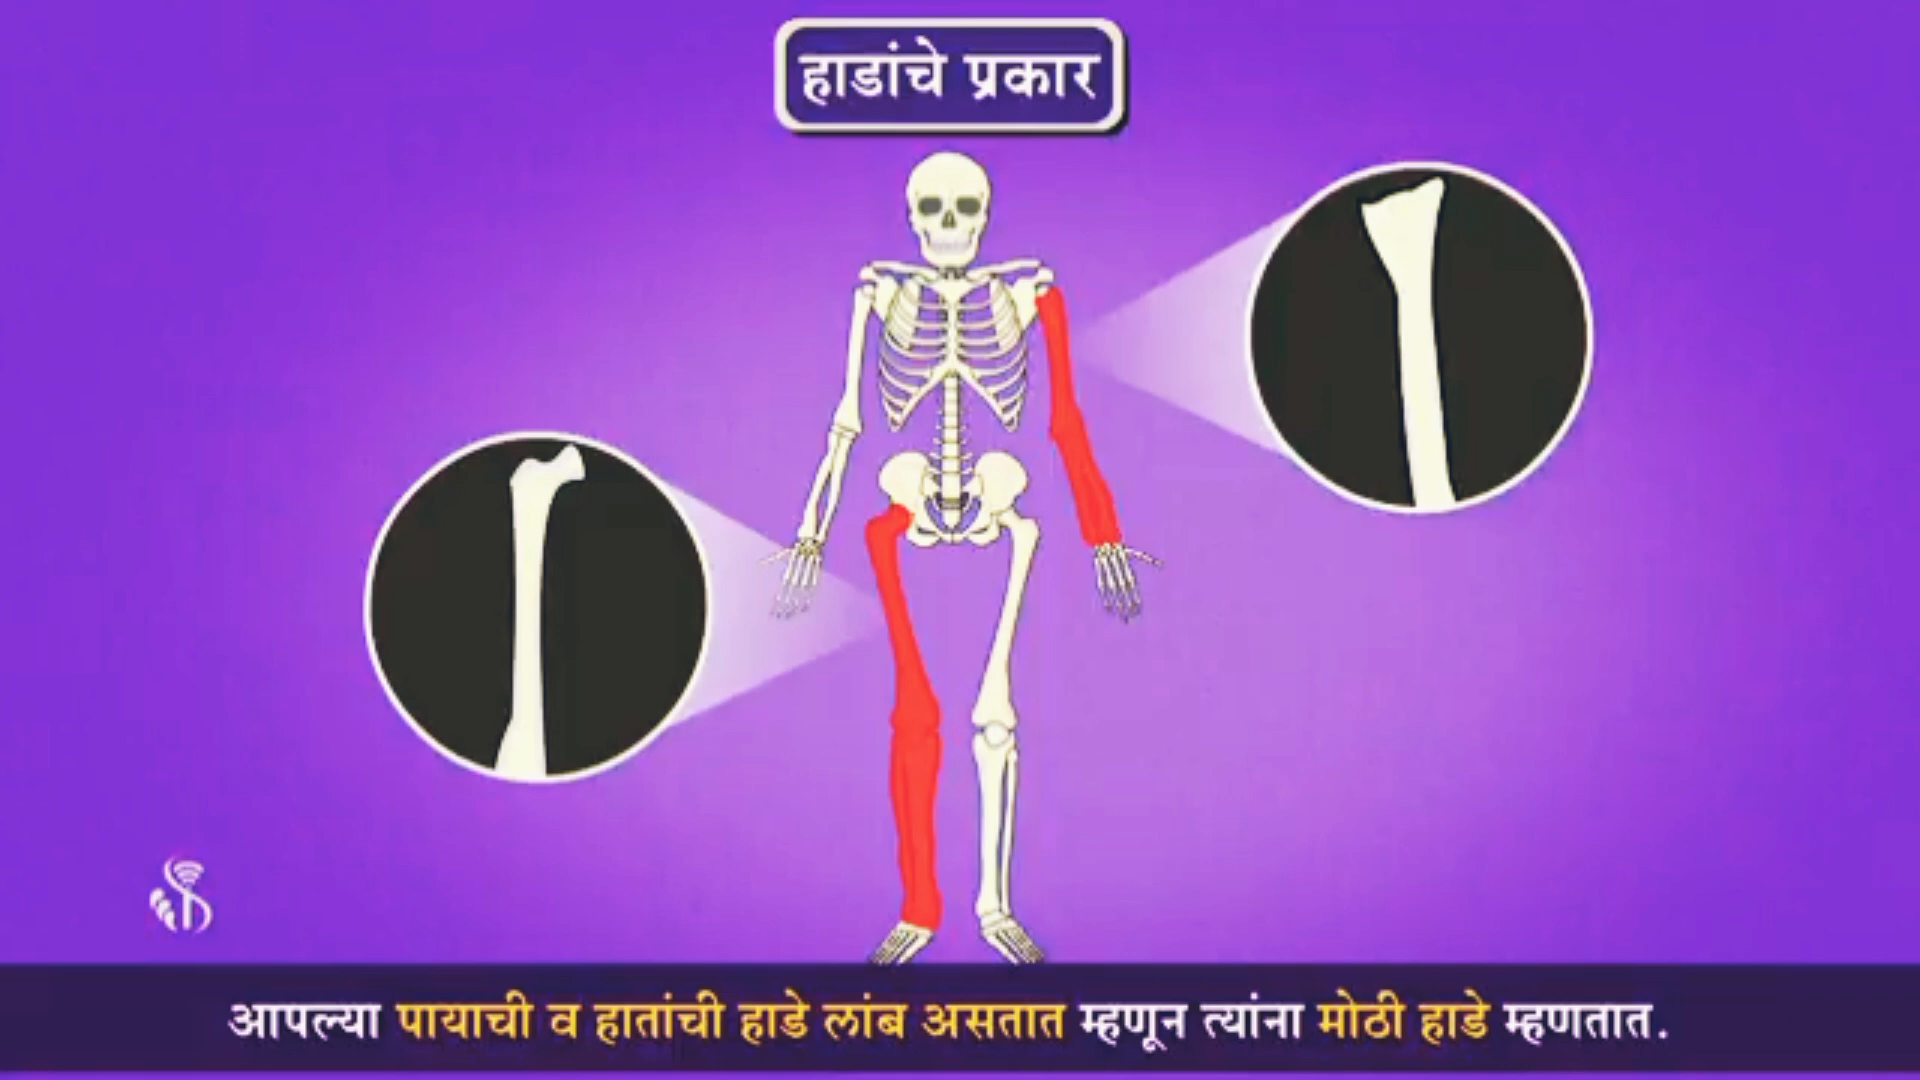 हाडांचे प्रकार
आपल्या पायाची व हातांची हाडे लांब असतात म्हणून त्यांना मोठी हाडे म्हणतात.